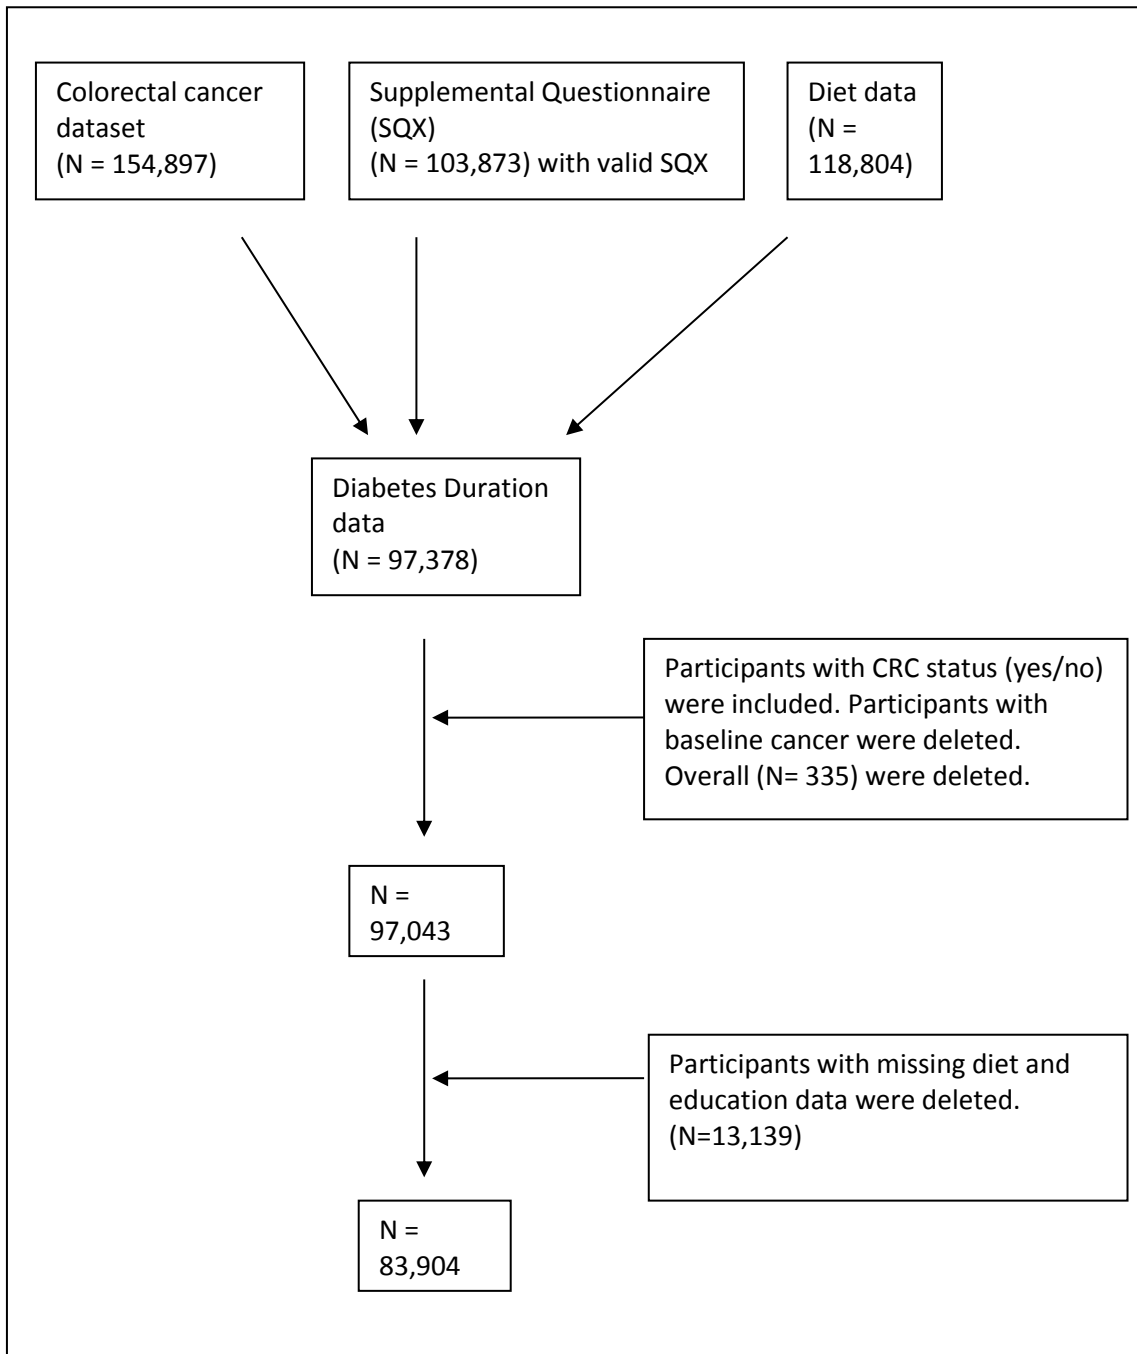 Colorectal cancer
dataset
(N = 154,897)
Supplemental Questionnaire
(SQX)
(N = 103,873) with valid SQX
Diet data
(N =
118,804)
Diabetes Duration
data
(N = 97,378)
Participants with CRC status (yes/no)
were included. Participants with
baseline cancer were deleted.
Overall (N= 335) were deleted.
N =
97,043
Participants with missing diet and
education data were deleted.
(N=13,139)
N =
83,904